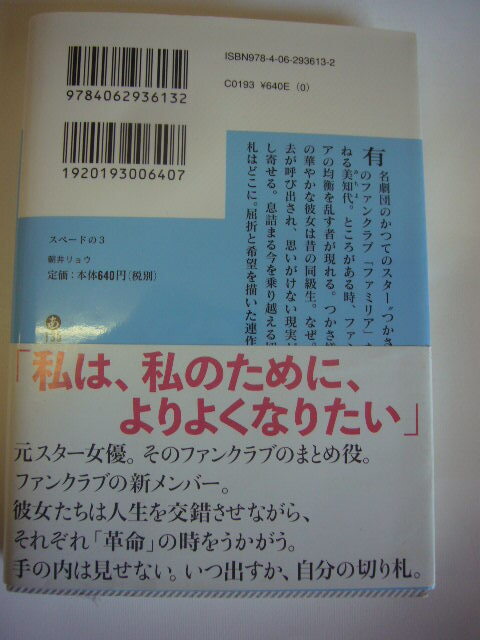 ISBN978-4-06-293613-2
C0193 ¥640E (0)
9784062936132
1920193006407
有名劇団のかつてのスター〝つかさ
のファンクラブ「ファミリア」
ねる美知代。ところがある時、ファ
アの均衡を乱す者が現れる。つかさ様
の華やかな彼女は昔の同級生。なぜ
去が呼び出され、思いがけない現実が
し寄せる。息詰まる今を乗り越える切
札はどこに。屈折と希望を描いた連作
スペードの3
朝井リョウ
定価:本体640円(税別)
「私は、私のために、
よりよくなりたい」
元スター女優。そのファンクラブのまとめ役。
ファンクラブの新メンバー。
彼女たちは人生を交錯させながら、
それぞれ「革命」の時をうかがう。
手の内は見せない。いつ出すか、自分の切り札。